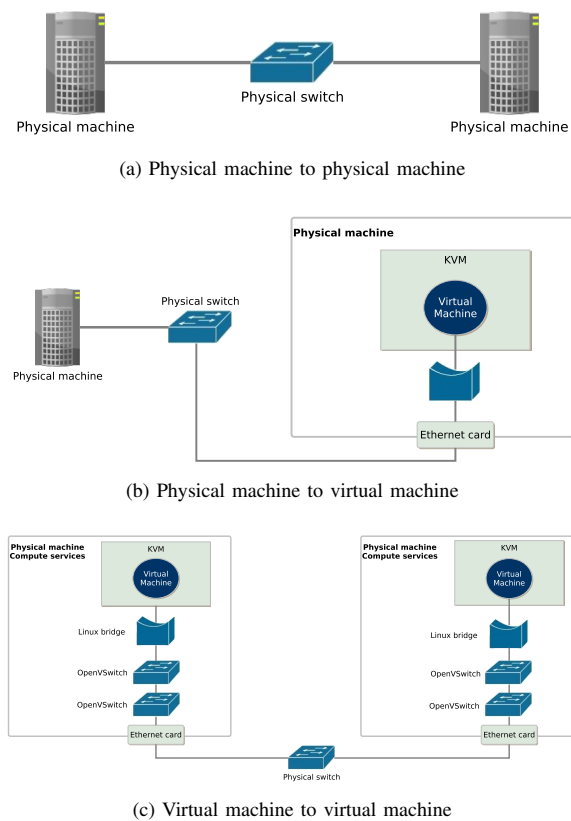 Physical switch
Physical machine
Physical machine
(a) Physical machine to physical machine
Physical machine
KVM
Virtual
Machine
Physical switch
Physical machine
Ethernet card
(b) Physical machine to virtual machine
Physical machine
Compute services
KVM
Virtual
Machine
Linux bridge
OpenVSwitch
OpenVSwitch
Ethernet card
Physical machine
Compute services
KVM
Virtual
Machine
Linux bridge
OpenVSwitch
OpenVSwitch
Ethernet card
Physical switch
(c) Virtual machine to virtual machine